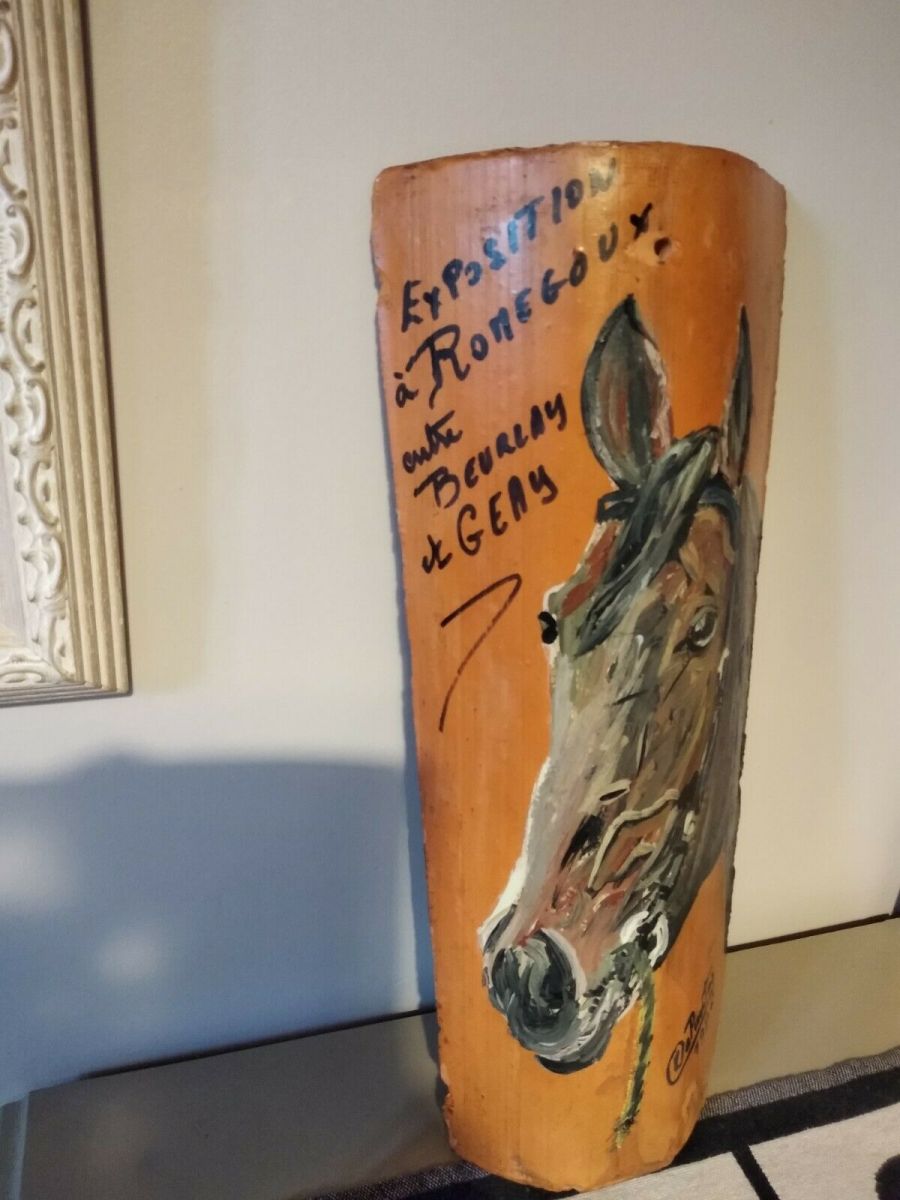 ExPOSITION
à ROMEGOUX
entre
BEURLAY
et GEAY